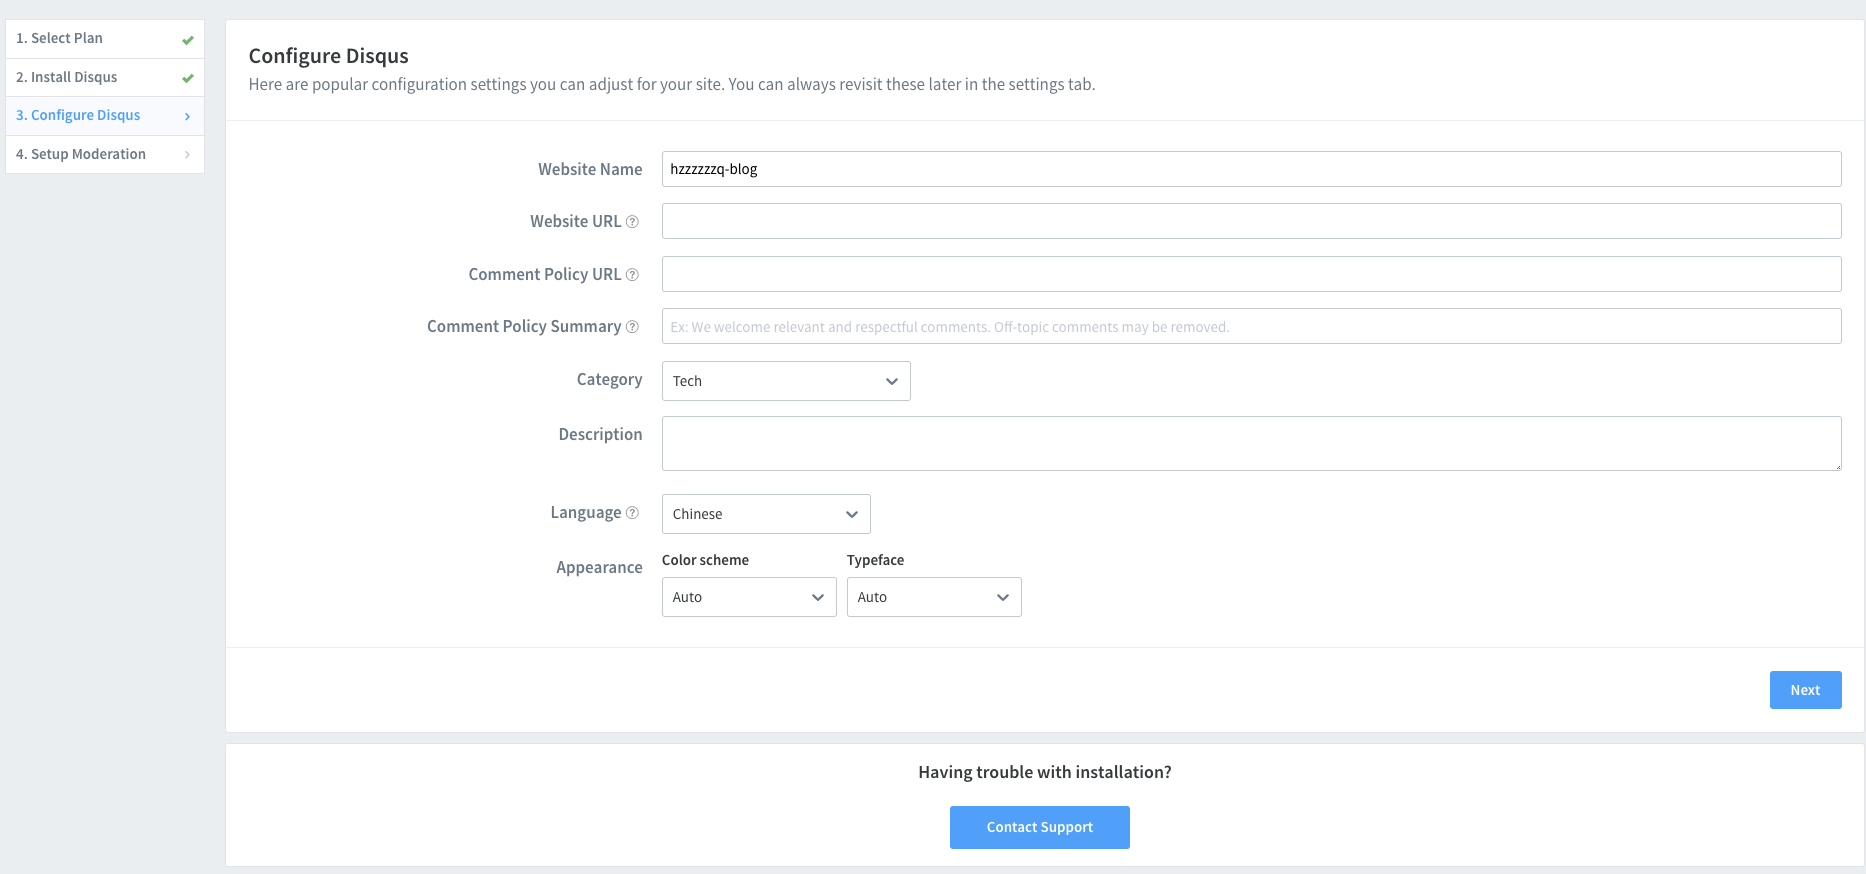 1. Select Plan
2. Install Disqus
3. Configure Disqus
4. Setup Moderation
Configure Disqus
Here are popular configuration settings you can adjust for your site. You can always revisit these later in the settings tab.
Website Name
hzzzzzzq-blog
Website URL ?
Comment Policy URL ?
Comment Policy Summary ?
Ex: We welcome relevant and respectful comments. Off-topic comments may be removed.
Category
Tech
Description
Language ?
Chinese
Appearance
Color scheme
Typeface
Auto
Auto
Next
Having trouble with installation?
Contact Support